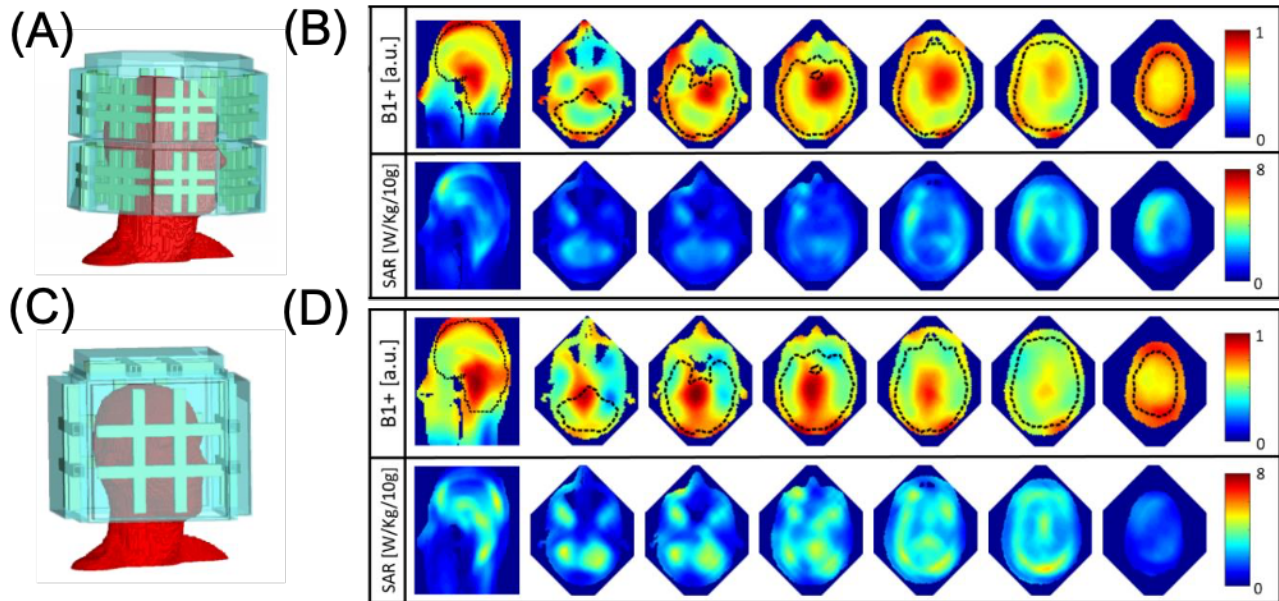 (A)
(B)
B1+ [a.u.]
1
0
SAR [W/Kg/10g]
8
0
(C)
(D)
B1+ [a.u.]
1
0
SAR [W/Kg/10g]
8
0